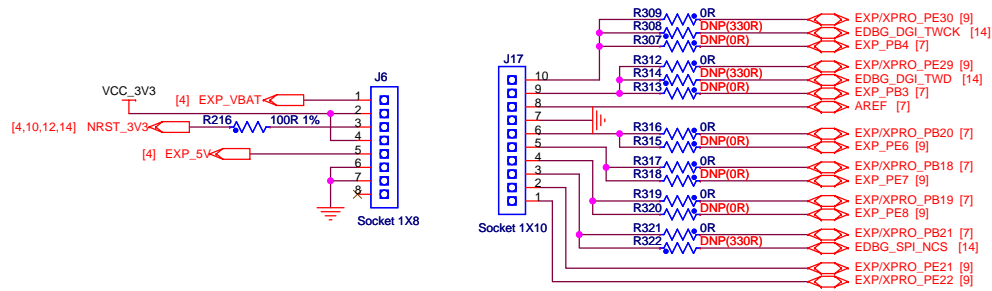 R309 0R EXP/XPRO_PE30 [9]
R308 DNP(330R) EDBG_DGI_TWCK [14]
R307 DNP(0R) EXP_PB4 [7]
J17
R312 0R EXP/XPRO_PE29 [9]
R314 DNP(330R) EDBG_DGI_TWD [14]
R313 DNP(0R) EXP_PB3 [7]
AREF [7]
10
9
8
7
6
5
4
3
2
1
R316 0R EXP/XPRO_PB20 [7]
R315 DNP(0R) EXP_PE6 [9]
R317 0R EXP/XPRO_PB18 [7]
R318 DNP(0R) EXP_PE7 [9]
R319 0R EXP/XPRO_PB19 [7]
R320 DNP(0R) EXP_PE8 [9]
R321 0R EXP/XPRO_PB21 [7]
R322 DNP(330R) EDBG_SPI_NCS [14]
EXP/XPRO_PE21 [9]
EXP/XPRO_PE22 [9]
Socket 1X10
J6
VCC_3V3
[4] EXP_VBAT
[4,10,12,14] NRST_3V3 R216 100R 1%
[4] EXP_5V
1
2
3
4
5
6
7
8
Socket 1X8